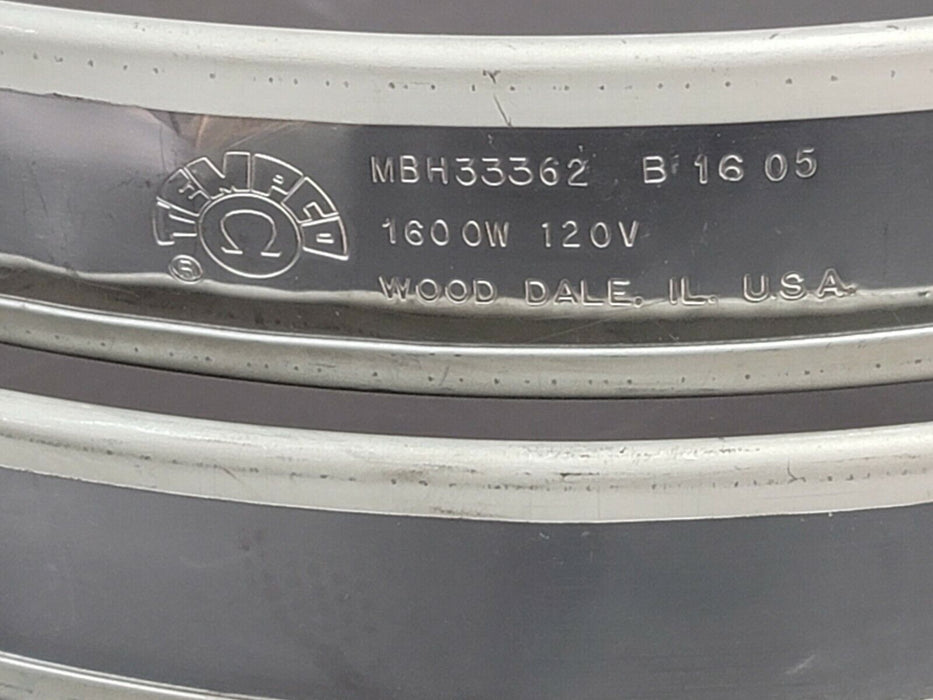 TEMPCO
Ω
®
MBH33362 B 16 05
1600W 120V
WOOD DALE, IL. U.S.A.